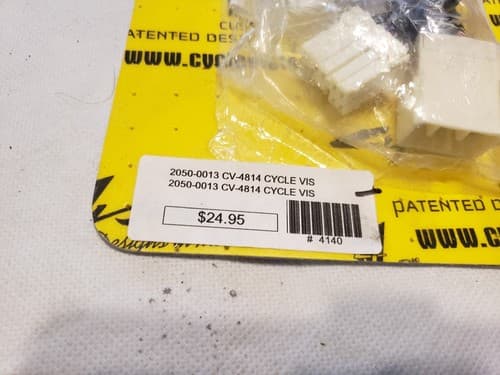 PATENTED DES
www.cyc
2050-0013 CV-4814 CYCLE VIS
2050-0013 CV-4814 CYCLE VIS
$24.95
# 4140
PATENTED D
www.